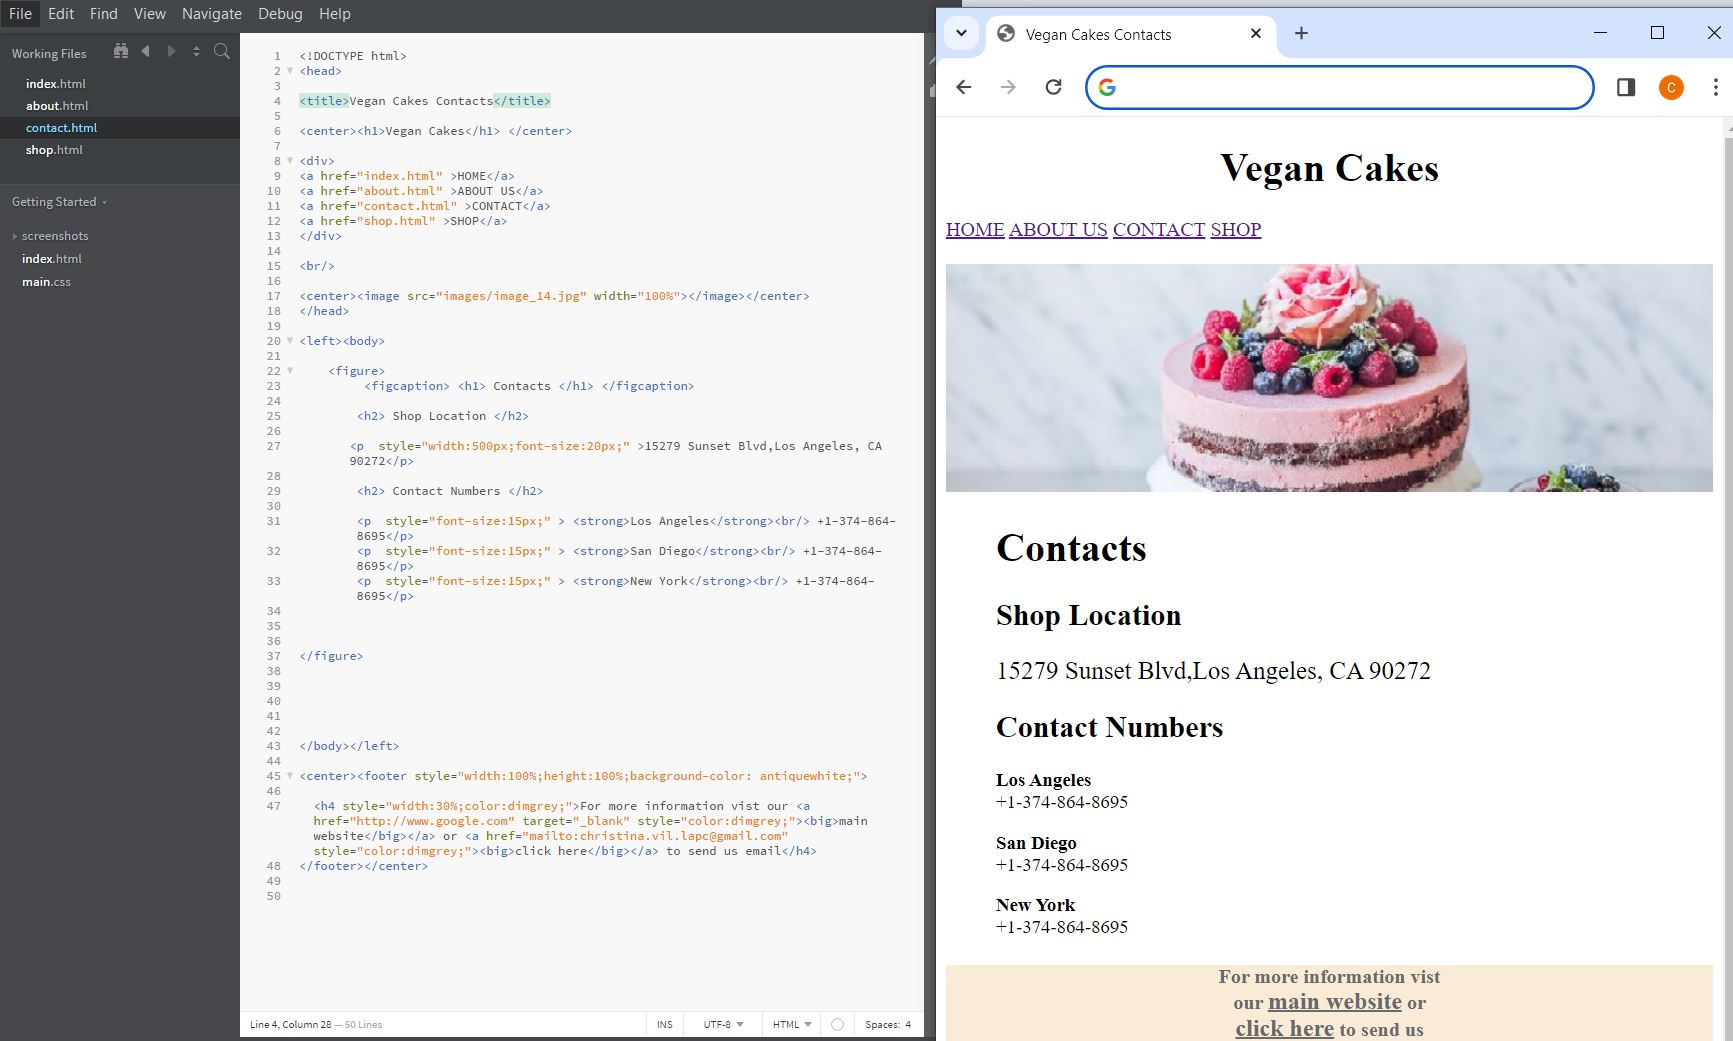 File Edit Find View Navigate Debug Help
Working Files
index.html
about.html
contact.html
shop.html
Getting Started
screenshots
index.html
main.css
1 <!DOCTYPE html>
2 <head>
3
4 <title>Vegan Cakes Contacts</title>
5
6 <center><h1>Vegan Cakes</h1> </center>
7
8 <div>
9 <a href="index.html" >HOME</a>
10 <a href="about.html" >ABOUT US</a>
11 <a href="contact.html" >CONTACT</a>
12 <a href="shop.html" >SHOP</a>
13 </div>
14
15 <br/>
16
17 <center><image src="images/image_14.jpg" width="100%"></image></center>
18 </head>
19
20 <left><body>
21
22 <figure>
23 <figcaption> <h1> Contacts </h1> </figcaption>
24
25 <h2> Shop Location </h2>
26
27 <p  style="width:500px;font-size:20px;" >15279 Sunset Blvd,Los Angeles, CA
90272</p>
28
29 <h2> Contact Numbers </h2>
30
31 <p  style="font-size:15px;" > <strong>Los Angeles</strong><br/> +1-374-864-
8695</p>
32 <p  style="font-size:15px;" > <strong>San Diego</strong><br/> +1-374-864-
8695</p>
33 <p  style="font-size:15px;" > <strong>New York</strong><br/> +1-374-864-
8695</p>
34
35
36
37 </figure>
38
39
40
41
42
43 </body></left>
44
45 <center><footer style="width:100%;height:100%;background-color: antiquewhite;">
46
47 <h4 style="width:30%;color:dimgrey;">For more information vist our <a
href="http://www.google.com" target="_blank" style="color:dimgrey;"><big>main
website</big></a> or <a href="mailto:christina.vil.lapc@gmail.com"
style="color:dimgrey;"><big>click here</big></a> to send us email</h4>
48 </footer></center>
49
50
Line 4, Column 28 — 50 Lines
INS UTF-8 HTML Spaces: 4
Vegan Cakes Contacts
C
Vegan Cakes
HOME ABOUT US CONTACT SHOP
Contacts
Shop Location
15279 Sunset Blvd,Los Angeles, CA 90272
Contact Numbers
Los Angeles
+1-374-864-8695
San Diego
+1-374-864-8695
New York
+1-374-864-8695
For more information vist
our main website or
click here to send us